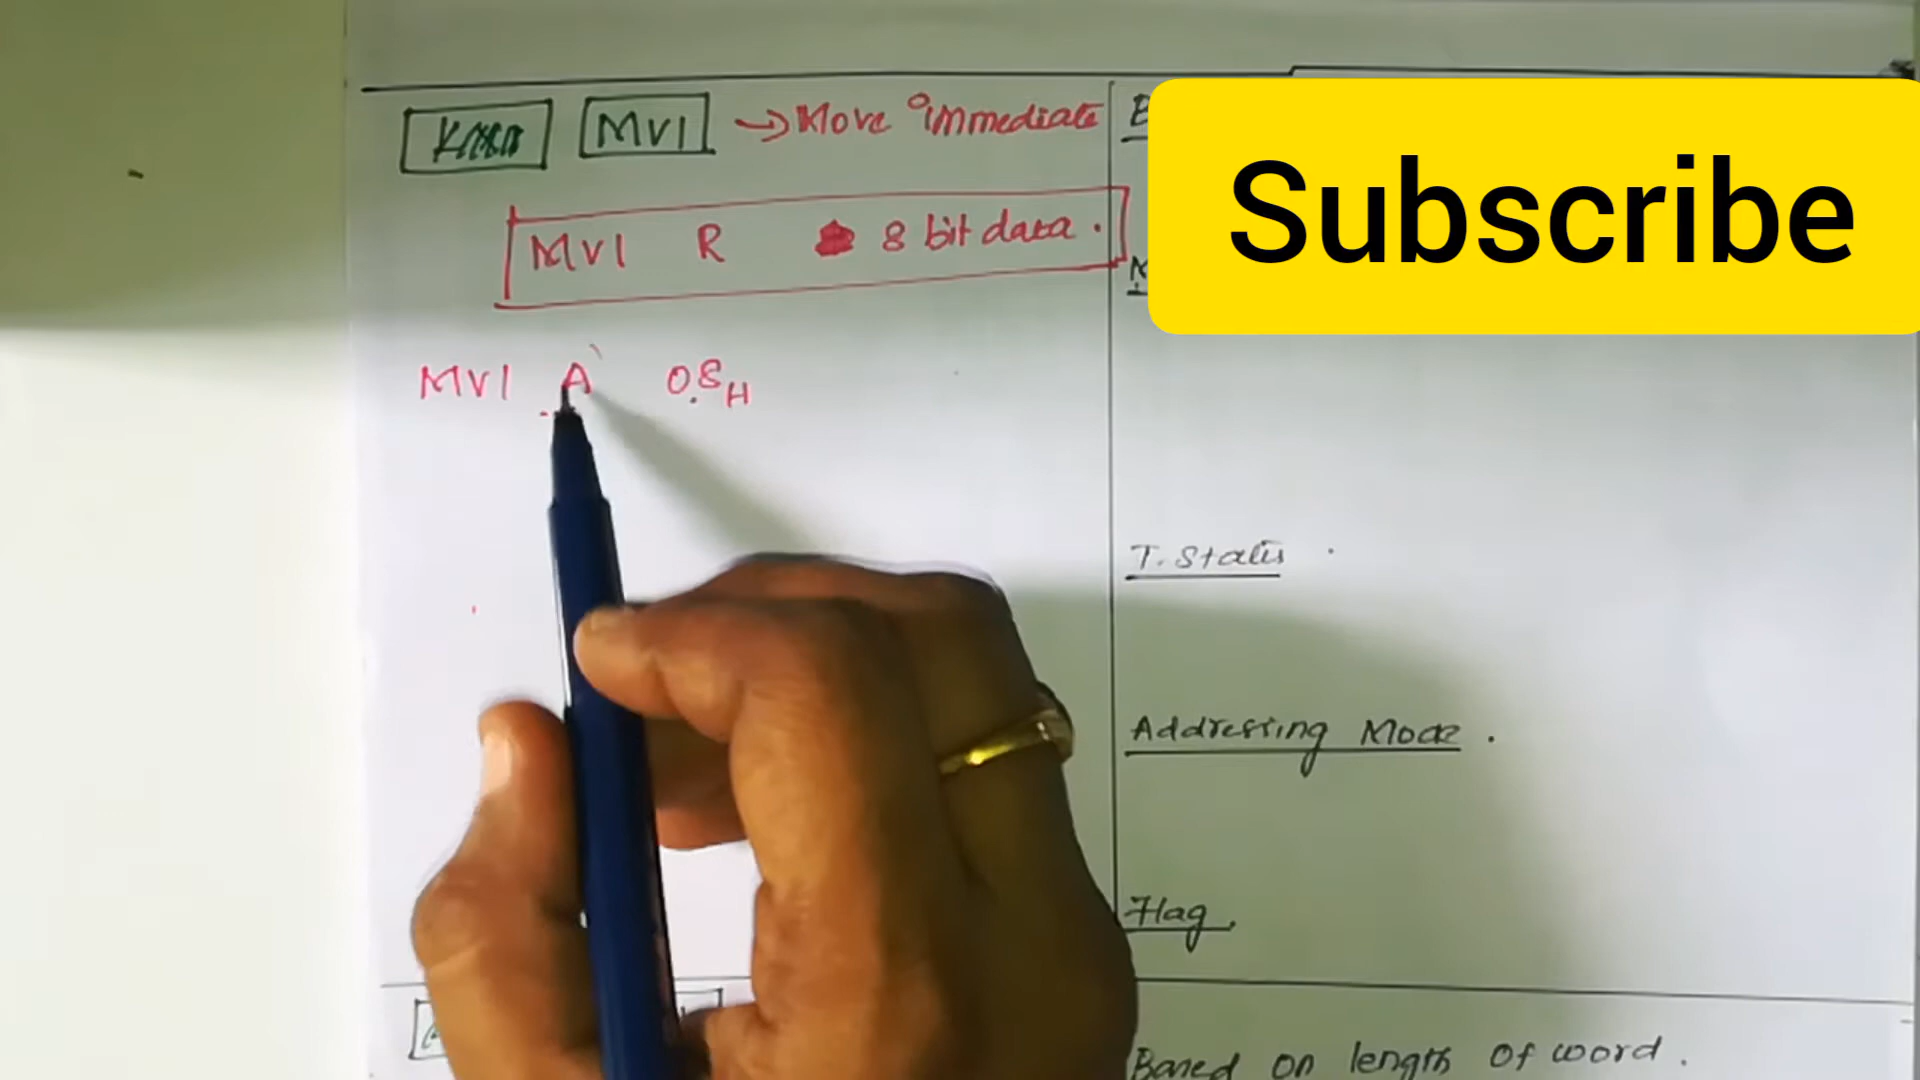 MVI → Move immediate
MVI R 8 bit data.
MVI A 08H
Subscribe
T. States
Addressing Mode.
Flag.
Based on length of word.